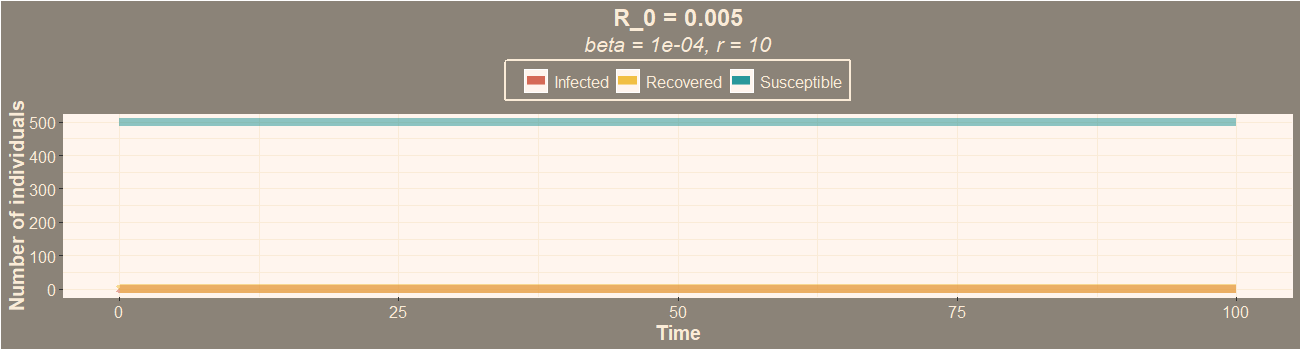 R_0 = 0.005
beta = 1e-04, r = 10
Infected Recovered Susceptible
Number of individuals
500
400
300
200
100
0
0 25 50 75 100
Time